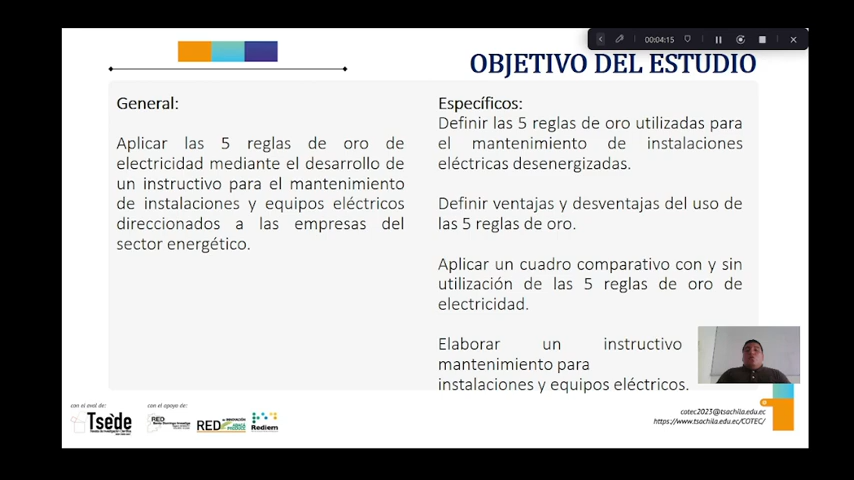 00:04:15
OBJETIVO DEL ESTUDIO
General:
Aplicar las 5 reglas de oro de
electricidad mediante el desarrollo de
un instructivo para el mantenimiento
de instalaciones y equipos eléctricos
direccionados a las empresas del
sector energético.
Específicos:
Definir las 5 reglas de oro utilizadas para
el mantenimiento de instalaciones
eléctricas desenergizadas.
Definir ventajas y desventajas del uso de
las 5 reglas de oro.
Aplicar un cuadro comparativo con y sin
utilización de las 5 reglas de oro de
electricidad.
Elaborar un instructivo
mantenimiento para
instalaciones y equipos eléctricos.
con el aval de:
Tsëde
con el apoyo de:
RED
RED
Rediem
cotec2023@tsachila.edu.ec
https://www.tsachila.edu.ec/COTEC/